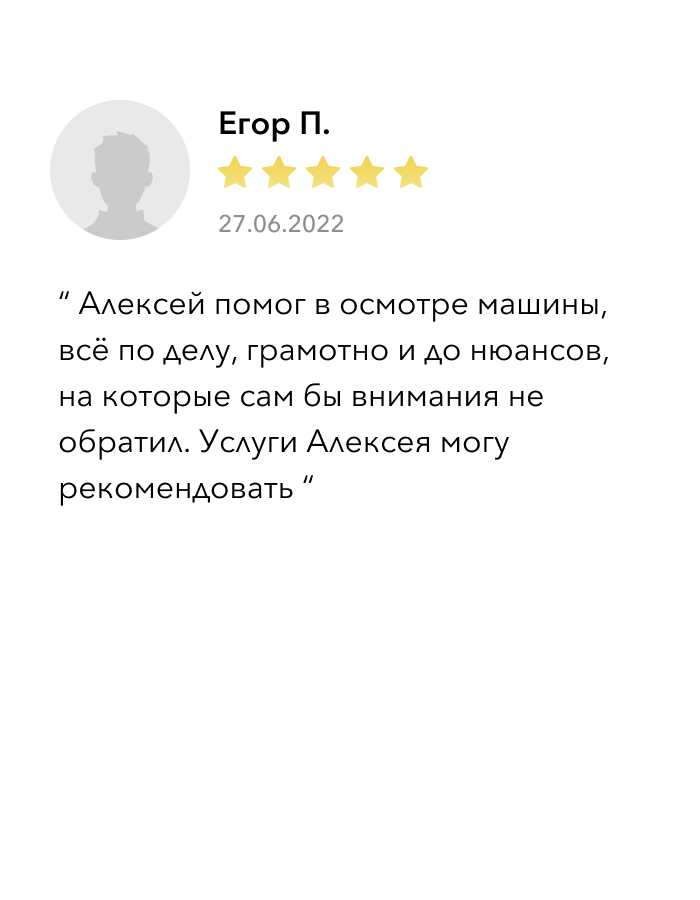 Егор П.
27.06.2022
“ Алексей помог в осмотре машины,
всё по делу, грамотно и до нюансов,
на которые сам бы внимания не
обратил. Услуги Алексея могу
рекомендовать “